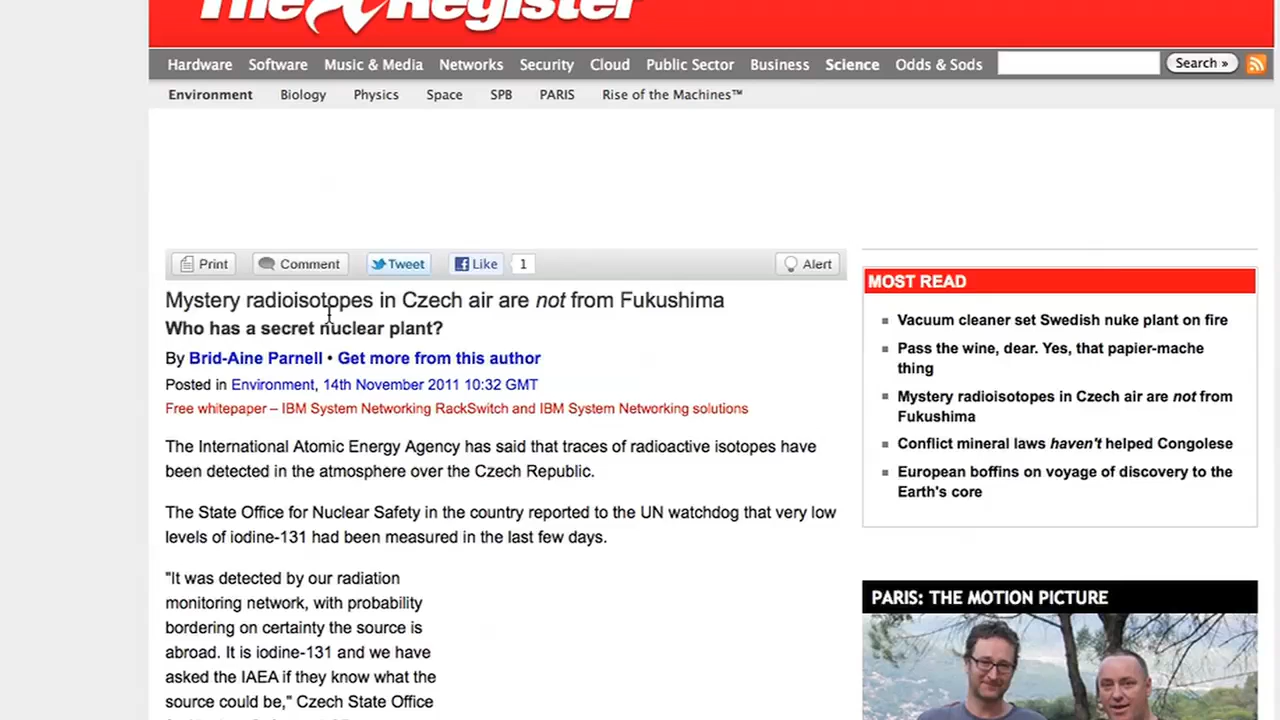 The Register
Hardware Software Music & Media Networks Security Cloud Public Sector Business Science Odds & Sods Search »
Environment Biology Physics Space SPB PARIS Rise of the Machines™
Print Comment Tweet Like 1 Alert
Mystery radioisotopes in Czech air are not from Fukushima
Who has a secret nuclear plant?
By Brid-Aine Parnell • Get more from this author
Posted in Environment, 14th November 2011 10:32 GMT
Free whitepaper – IBM System Networking RackSwitch and IBM System Networking solutions
The International Atomic Energy Agency has said that traces of radioactive isotopes have
been detected in the atmosphere over the Czech Republic.
The State Office for Nuclear Safety in the country reported to the UN watchdog that very low
levels of iodine-131 had been measured in the last few days.
"It was detected by our radiation
monitoring network, with probability
bordering on certainty the source is
abroad. It is iodine-131 and we have
asked the IAEA if they know what the
source could be," Czech State Office
MOST READ
Vacuum cleaner set Swedish nuke plant on fire
Pass the wine, dear. Yes, that papier-mache
thing
Mystery radioisotopes in Czech air are not from
Fukushima
Conflict mineral laws haven't helped Congolese
European boffins on voyage of discovery to the
Earth's core
PARIS: THE MOTION PICTURE